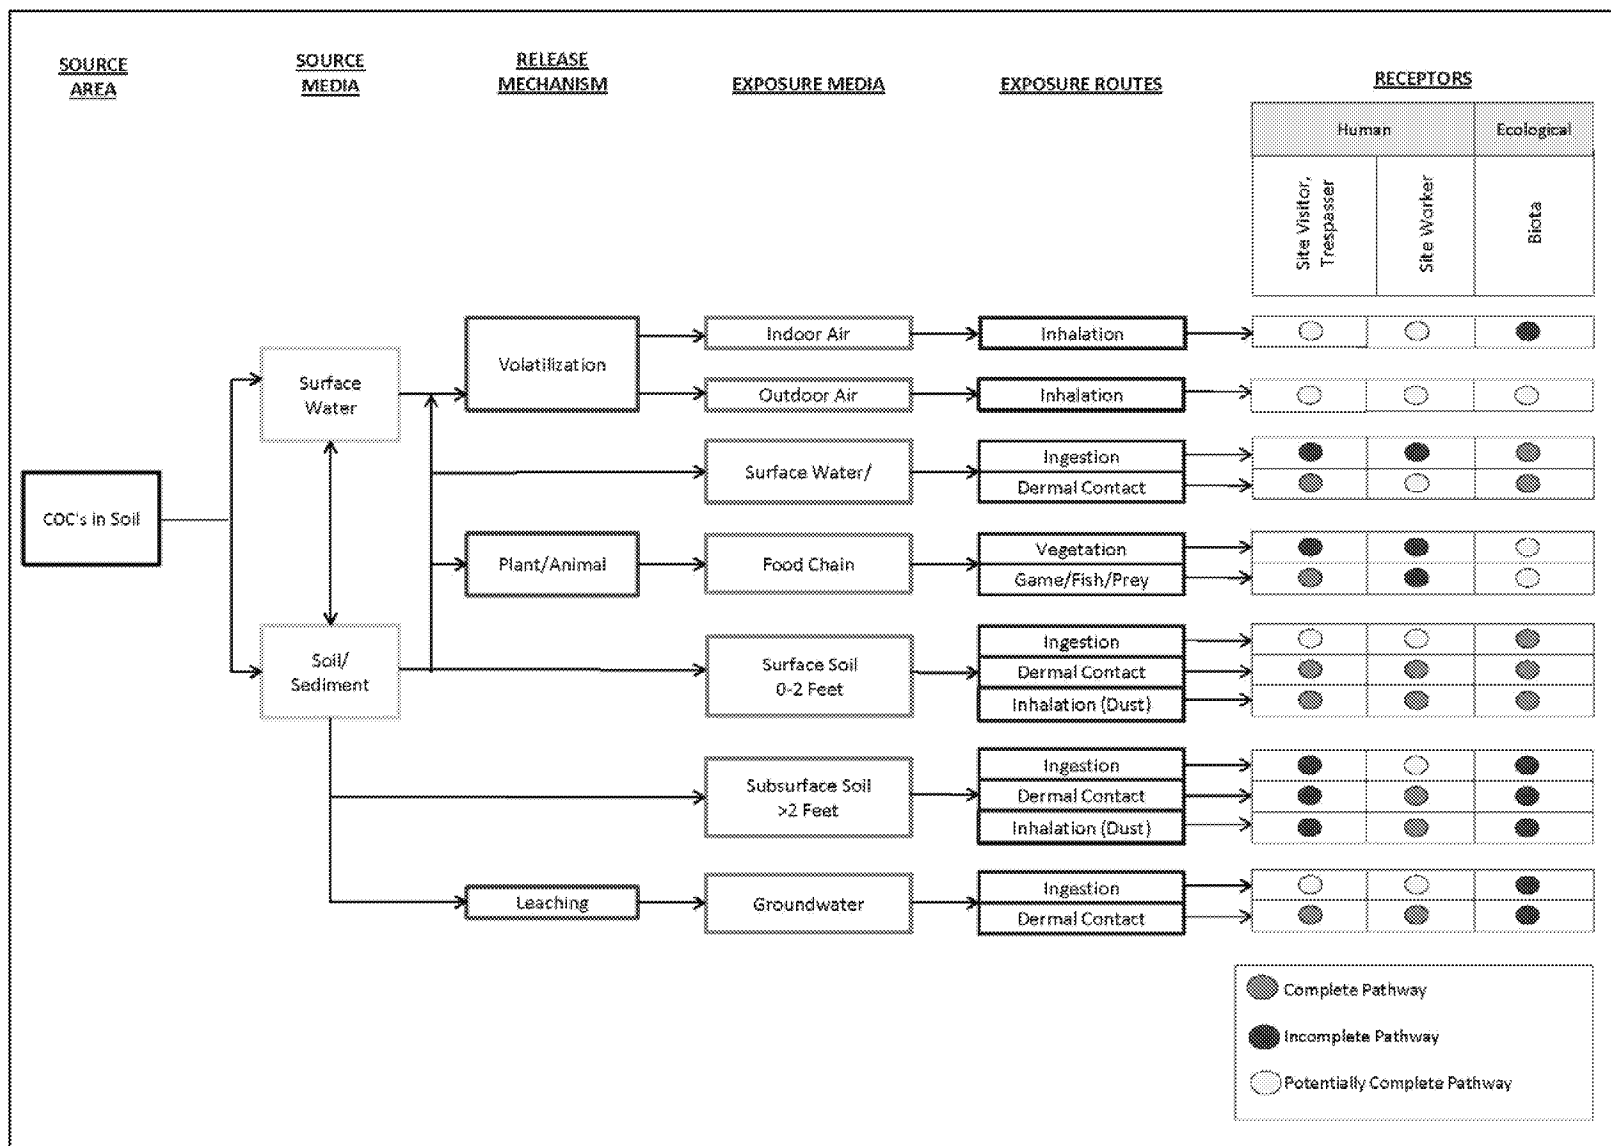 SOURCE
AREA
SOURCE
MEDIA
RELEASE
MECHANISM
EXPOSURE MEDIA
EXPOSURE ROUTES
RECEPTORS
Human
Ecological
Site Visitor,
Trespasser
Site Worker
Biota
COC's in Soil
Surface
Water
Soil/
Sediment
Volatilization
Plant/Animal
Leaching
Indoor Air
Outdoor Air
Surface Water/
Food Chain
Surface Soil
0-2 Feet
Subsurface Soil
>2 Feet
Groundwater
Inhalation
Inhalation
Ingestion
Dermal Contact
Vegetation
Game/Fish/Prey
Ingestion
Dermal Contact
Inhalation (Dust)
Ingestion
Dermal Contact
Inhalation (Dust)
Ingestion
Dermal Contact
Complete Pathway
Incomplete Pathway
Potentially Complete Pathway